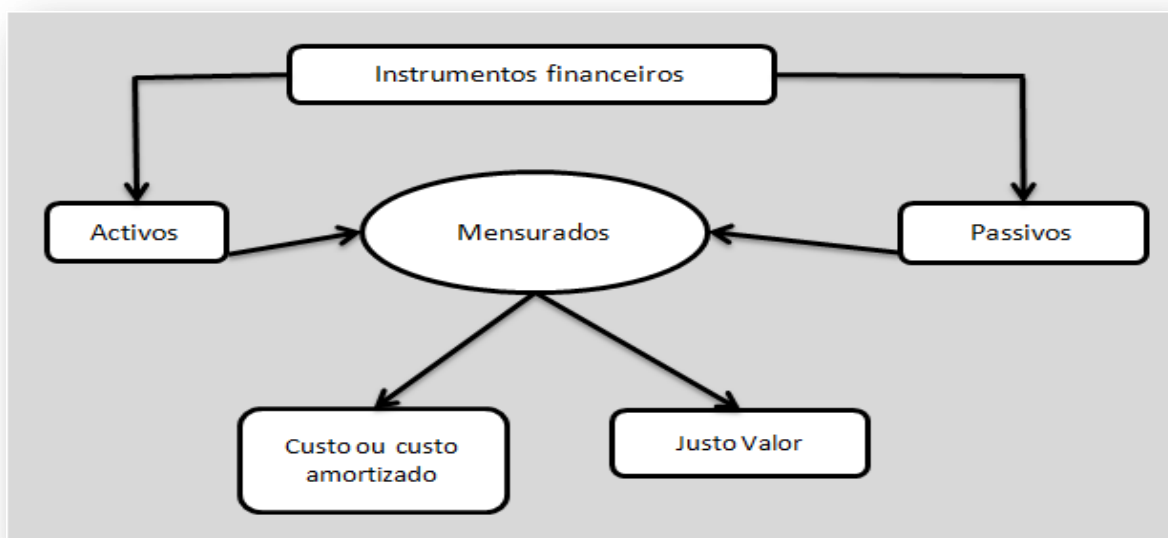 Instrumentos financeiros
Activos
Mensurados
Passivos
Custo ou custo
amortizado
Justo Valor